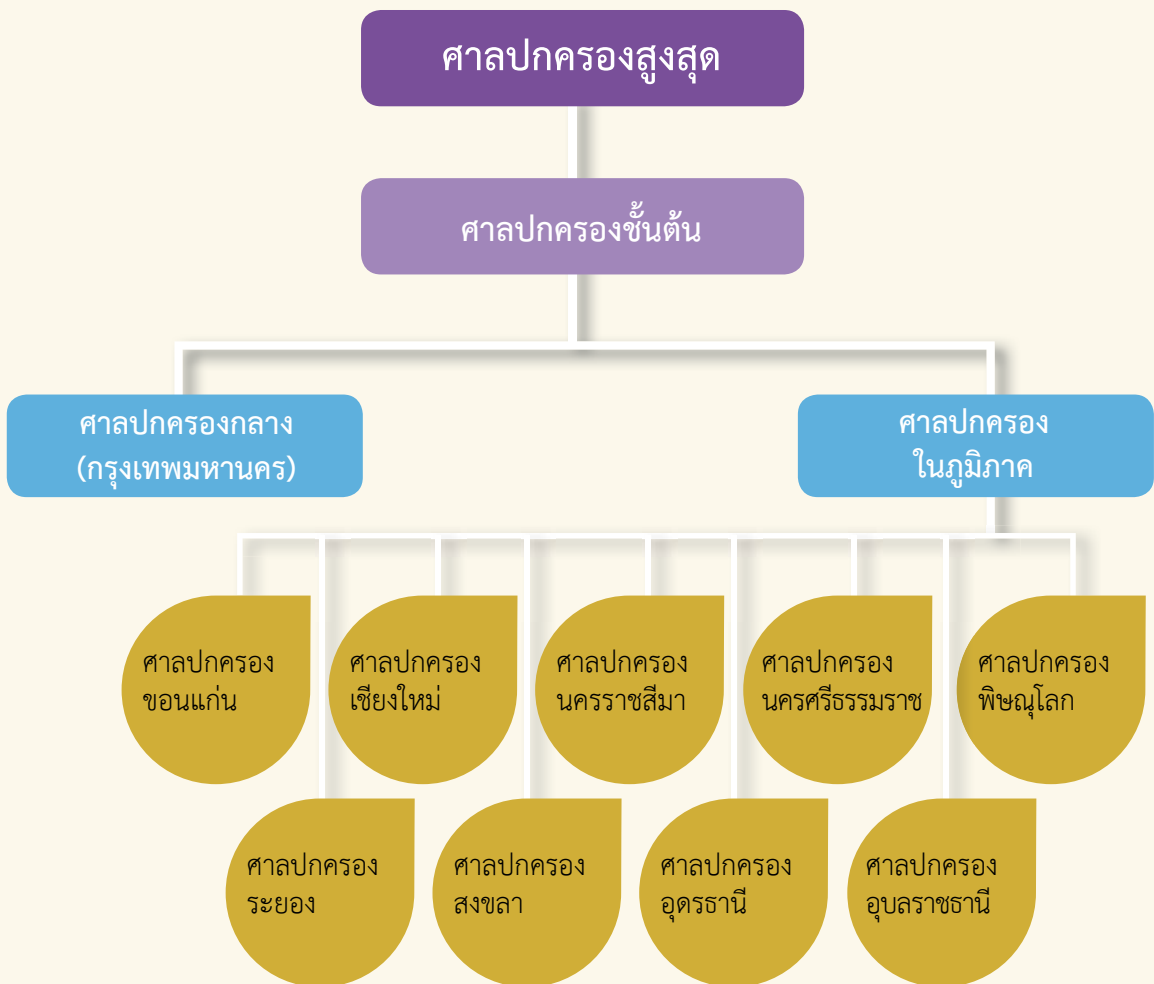 ศาลปกครองสูงสุด
ศาลปกครองชั้นต้น
ศาลปกครองกลาง
(กรุงเทพมหานคร)
ศาลปกครอง
ในภูมิภาค
ศาลปกครอง
ขอนแก่น
ศาลปกครอง
เชียงใหม่
ศาลปกครอง
นครราชสีมา
ศาลปกครอง
นครศรีธรรมราช
ศาลปกครอง
พิษณุโลก
ศาลปกครอง
ระยอง
ศาลปกครอง
สงขลา
ศาลปกครอง
อุดรธานี
ศาลปกครอง
อุบลราชธานี